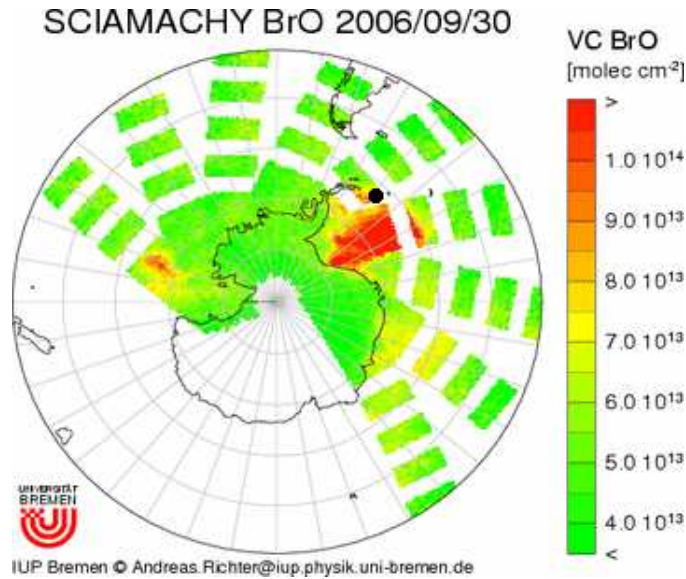 SCIAMACHY BrO 2006/09/30
VC BrO
[molec cm⁻²]
>
1.0 10¹⁴
9.0 10¹³
8.0 10¹³
7.0 10¹³
6.0 10¹³
5.0 10¹³
4.0 10¹³
<
UNIVERSITÄT
BREMEN
IUP Bremen © Andreas.Richter@iup.physik.uni-bremen.de